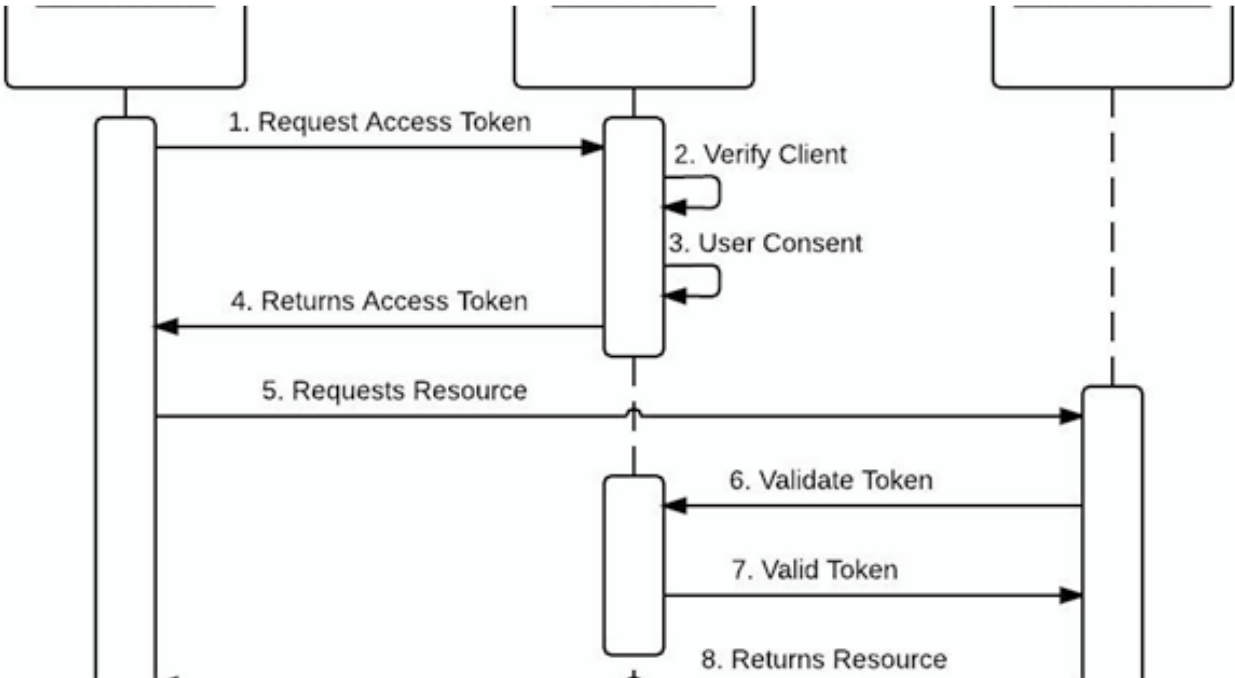 1. Request Access Token
2. Verify Client
3. User Consent
4. Returns Access Token
5. Requests Resource
6. Validate Token
7. Valid Token
8. Returns Resource